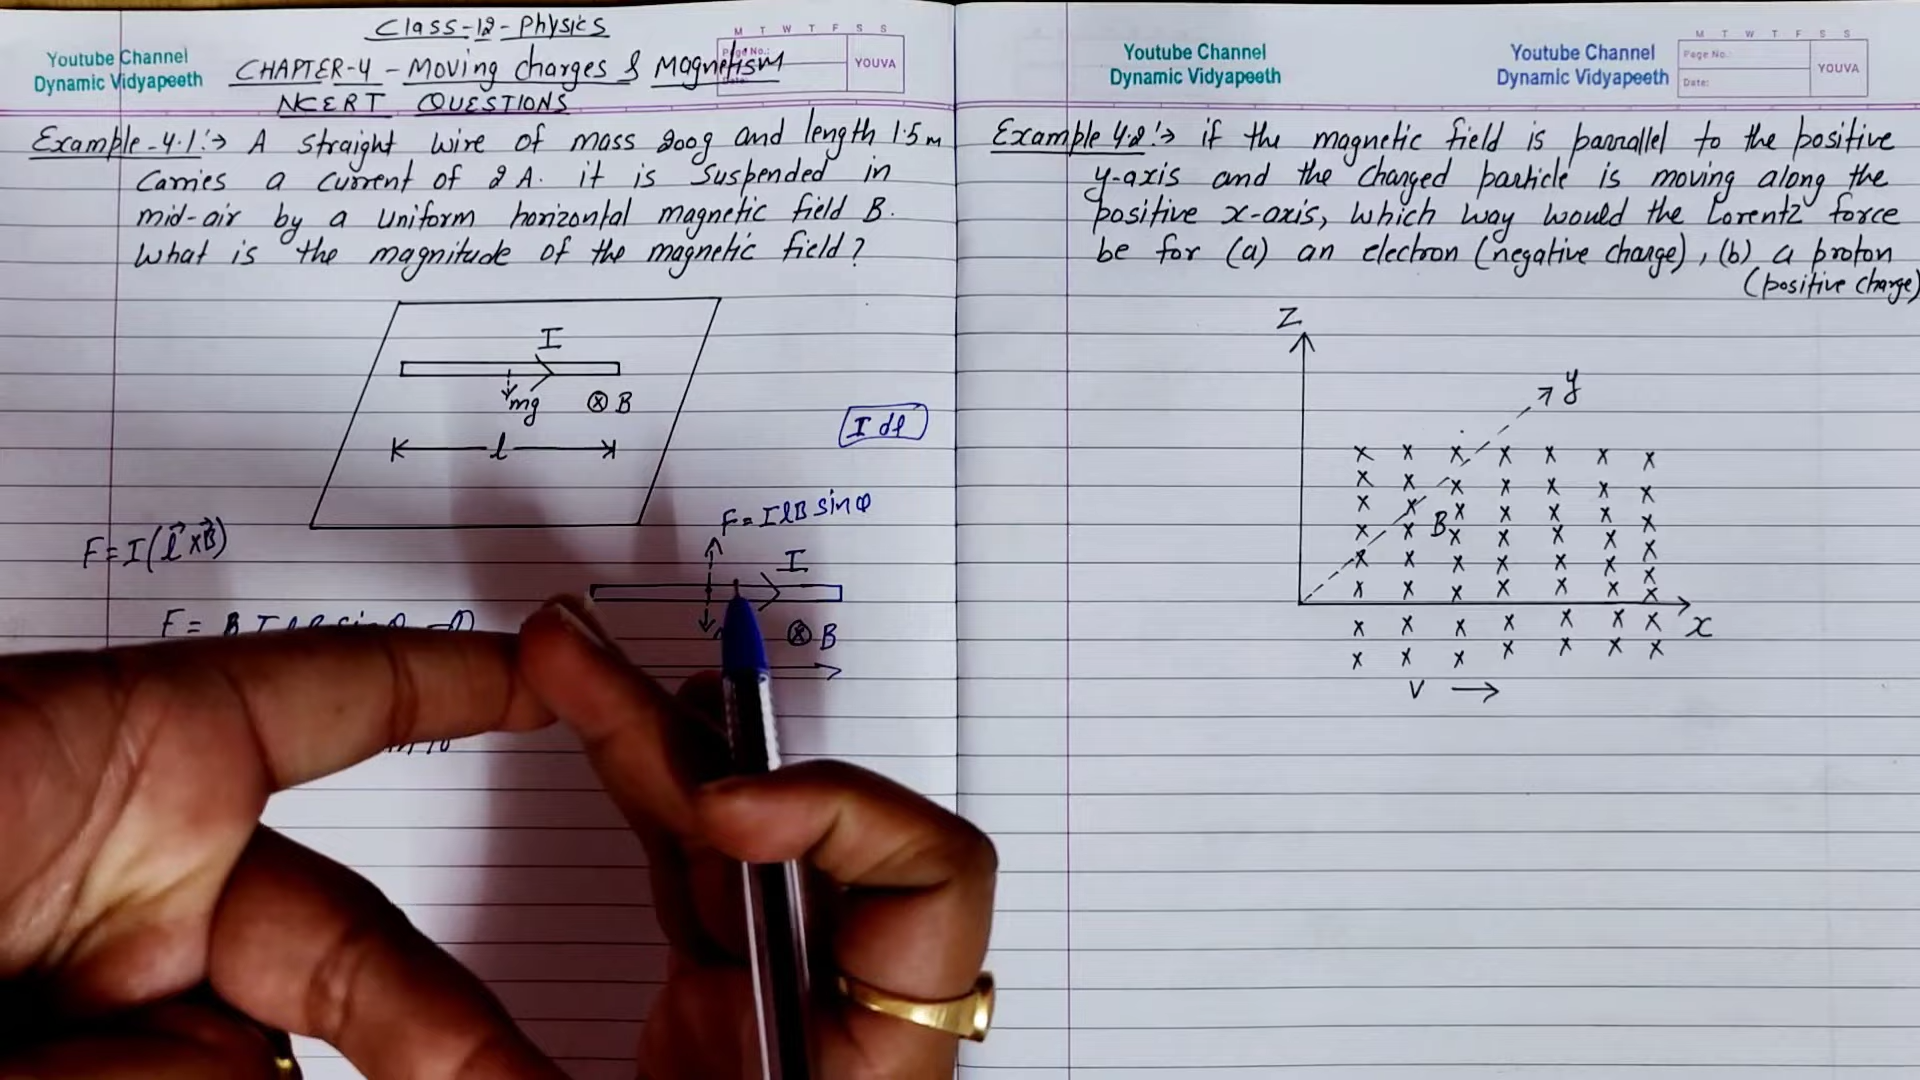 Class-12-Physics
Youtube Channel
Dynamic Vidyapeeth
CHAPTER-4 - Moving charges & Magnetism
NCERT QUESTIONS
M T W T F S S
Page No.:
YOUVA
Example-4.1:→ A straight wire of mass 200g and length 1.5m
Carries a current of 2 A. it is Suspended in
mid-air by a uniform horizontal magnetic field B.
What is the magnitude of the magnetic field?
I
mg
⊗ B
l
I dl
F=I(l⃗ xB⃗)
F=IlB sinθ
I
⊗ B
Youtube Channel
Dynamic Vidyapeeth
Youtube Channel
Dynamic Vidyapeeth
M T W T F S S
Page No.:
Date:
YOUVA
Example 4.2:→ if the magnetic field is parrallel to the positive
y-axis and the charged particle is moving along the
positive x-axis, which way would the Lorentz force
be for (a) an electron (negative charge), (b) a proton
(positive charge)
Z
y
B
x
V →